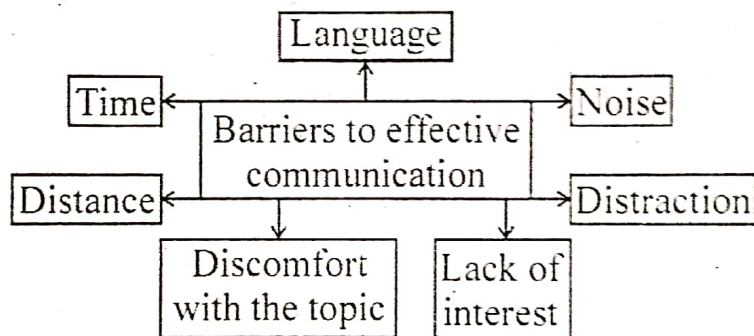 Language
Time
Noise
Barriers to effective
communication
Distance
Distraction
Discomfort
with the topic
Lack of
interest